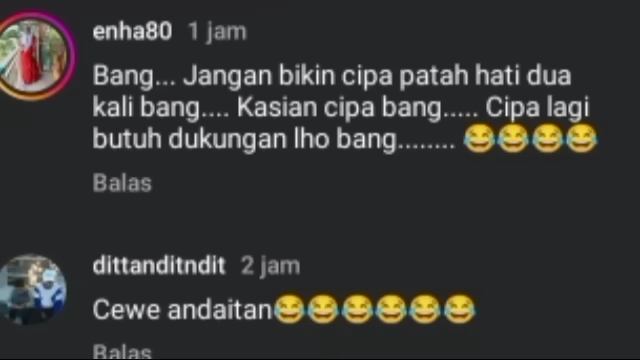 enha80 1 jam
Bang... Jangan bikin cipa patah hati dua
kali bang.... Kasian cipa bang..... Cipa lagi
butuh dukungan lho bang........ 😂😂😂😂
Balas
dittanditndit 2 jam
Cewe andaitan😂😂😂😂😂😂
Balas